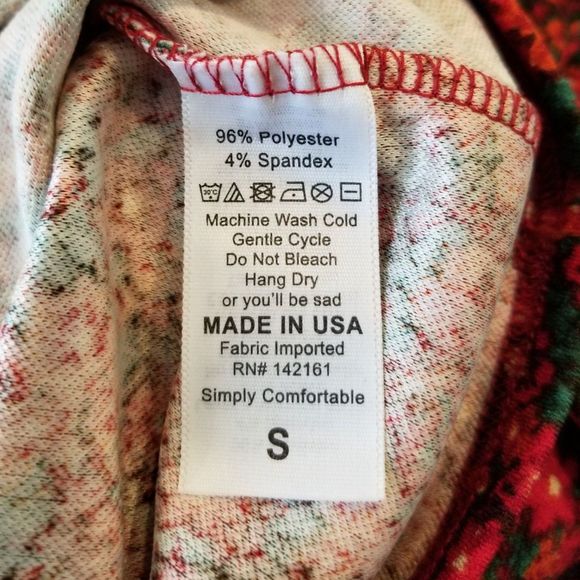 96% Polyester
4% Spandex
30°C
Machine Wash Cold
Gentle Cycle
Do Not Bleach
Hang Dry
or you'll be sad
MADE IN USA
Fabric Imported
RN# 142161
Simply Comfortable
S